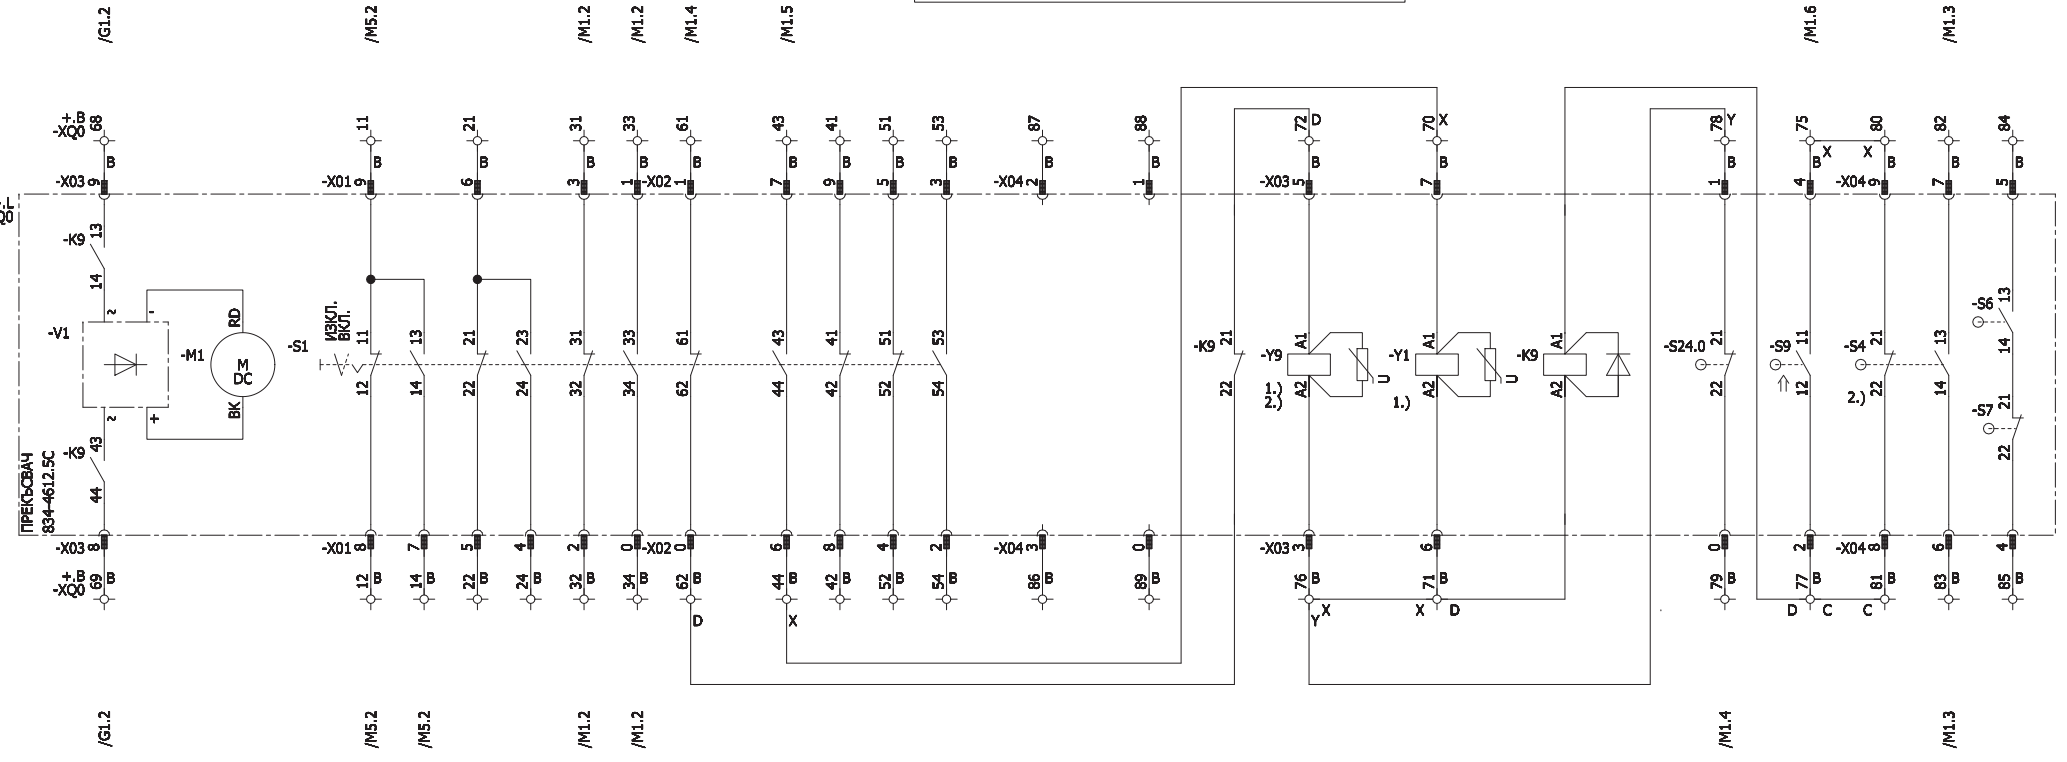 /G1.2 /M5.2 /M1.2 /M1.2 /M1.4 /M1.5 /M1.6 /M1.3
+.B
-XQ0
68 11 21 31 33 61 43 41 51 53 87 88 72 D 70 X 78 Y 75 80 82 84
X X
B B B B B B B B B B B B B B B B B
-X03 9 -X01 9 6 3 1 -X02 1 7 9 5 3 -X04 2 1 -X03 5 7 1 4 -X04 9 7 5
-K9 13
14
-V1
~ -
~ +
RD
-M1
M
DC
BK
-K9 43
44
ПРЕКЪСВАЧ
834-4612.5C
-S1
ИЗКЛ.
ВКЛ.
11 13 21 23 31 33 61 43 41 51 53
12 14 22 24 32 34 62 44 42 52 54
-K9 21
22
-Y9 A1
A2
1.)
2.)
U
-Y1 A1
A2
1.)
U
-K9 A1
A2
-S24.0 21
22
-S9 11
12
-S4 21
22
2.)
13
14
-S6 13
14
-S7 21
22
-X03 8 -X01 8 7 5 4 2 0 -X02 0 6 8 4 2 -X04 3 0 -X03 3 6 0 2 -X04 8 6 4
+.B
-XQ0
69 B 12 B 14 B 22 B 24 B 32 B 34 B 62 B 44 B 42 B 52 B 54 B 86 B 89 B 76 B 71 B 79 B 77 B 81 B 83 B 85 B
D X Y X X D D C C
/G1.2 /M5.2 /M5.2 /M1.2 /M1.2 /M1.4 /M1.3